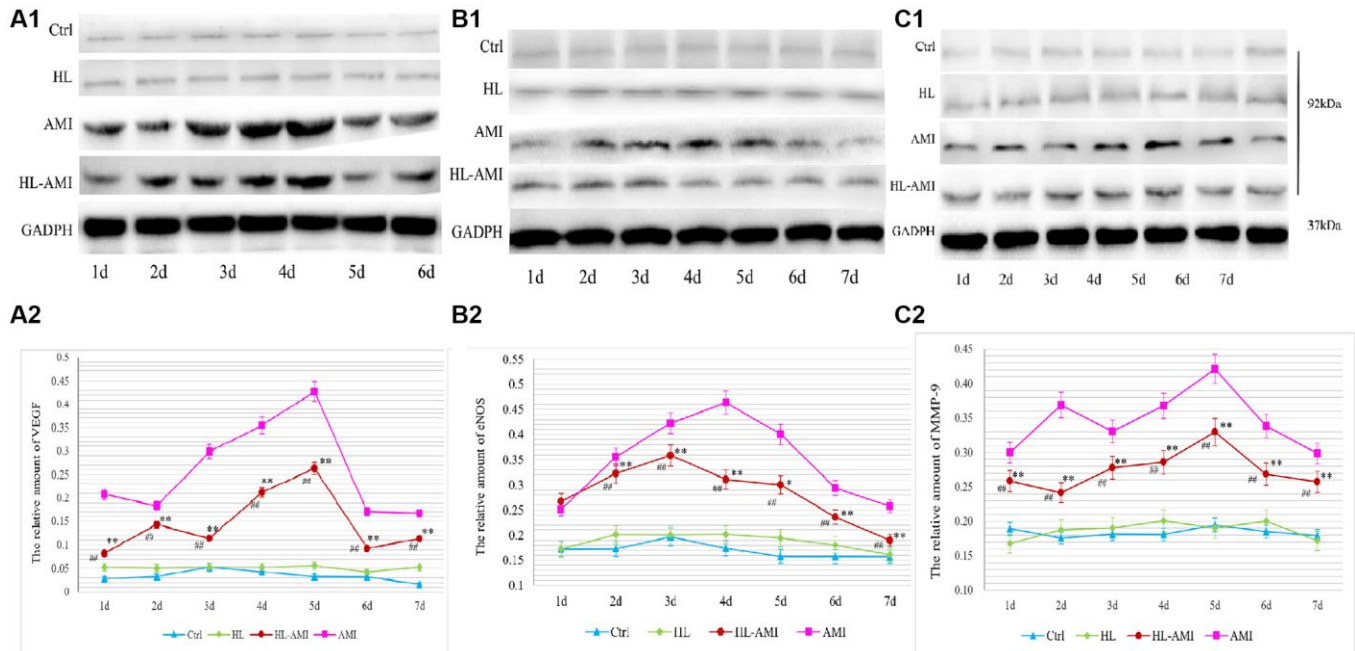 A1
Ctrl
HL
AMI
HL-AMI
GADPH
1d 2d 3d 4d 5d 6d
B1
Ctrl
HL
AMI
HL-AMI
GADPH
1d 2d 3d 4d 5d 6d 7d
C1
Ctrl
HL
AMI
HL-AMI
GADPH
92kDa
37kDa
1d 2d 3d 4d 5d 6d 7d
A2
The relative amount of VEGF
0.5
0.45
0.4
0.35
0.3
0.25
0.2
0.15
0.1
0.05
0
** ** ** ** ** ** **
## ## ## ## ## ## ##
1d 2d 3d 4d 5d 6d 7d
Ctrl HL HL-AMI AMI
B2
The relative amount of eNOS
0.55
0.5
0.45
0.4
0.35
0.3
0.25
0.2
0.15
0.1
** ** ** * ** **
## ## ## ## ## ##
1d 2d 3d 4d 5d 6d 7d
Ctrl HL HL-AMI AMI
C2
The relative amount of MMP-9
0.45
0.40
0.35
0.30
0.25
0.20
0.15
0.10
** ** ** ** ** ** **
## ## ## ## ## ## ##
1d 2d 3d 4d 5d 6d 7d
Ctrl HL HL-AMI AMI